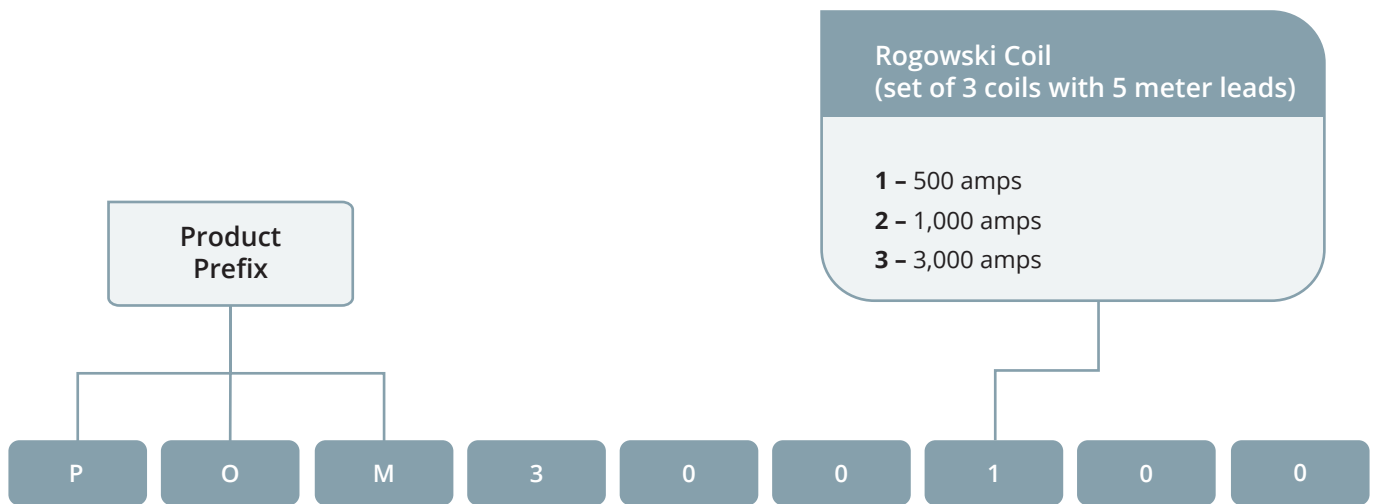 Rogowski Coil
(set of 3 coils with 5 meter leads)
1 – 500 amps
2 – 1,000 amps
3 – 3,000 amps
Product
Prefix
P O M 3 0 0 1 0 0